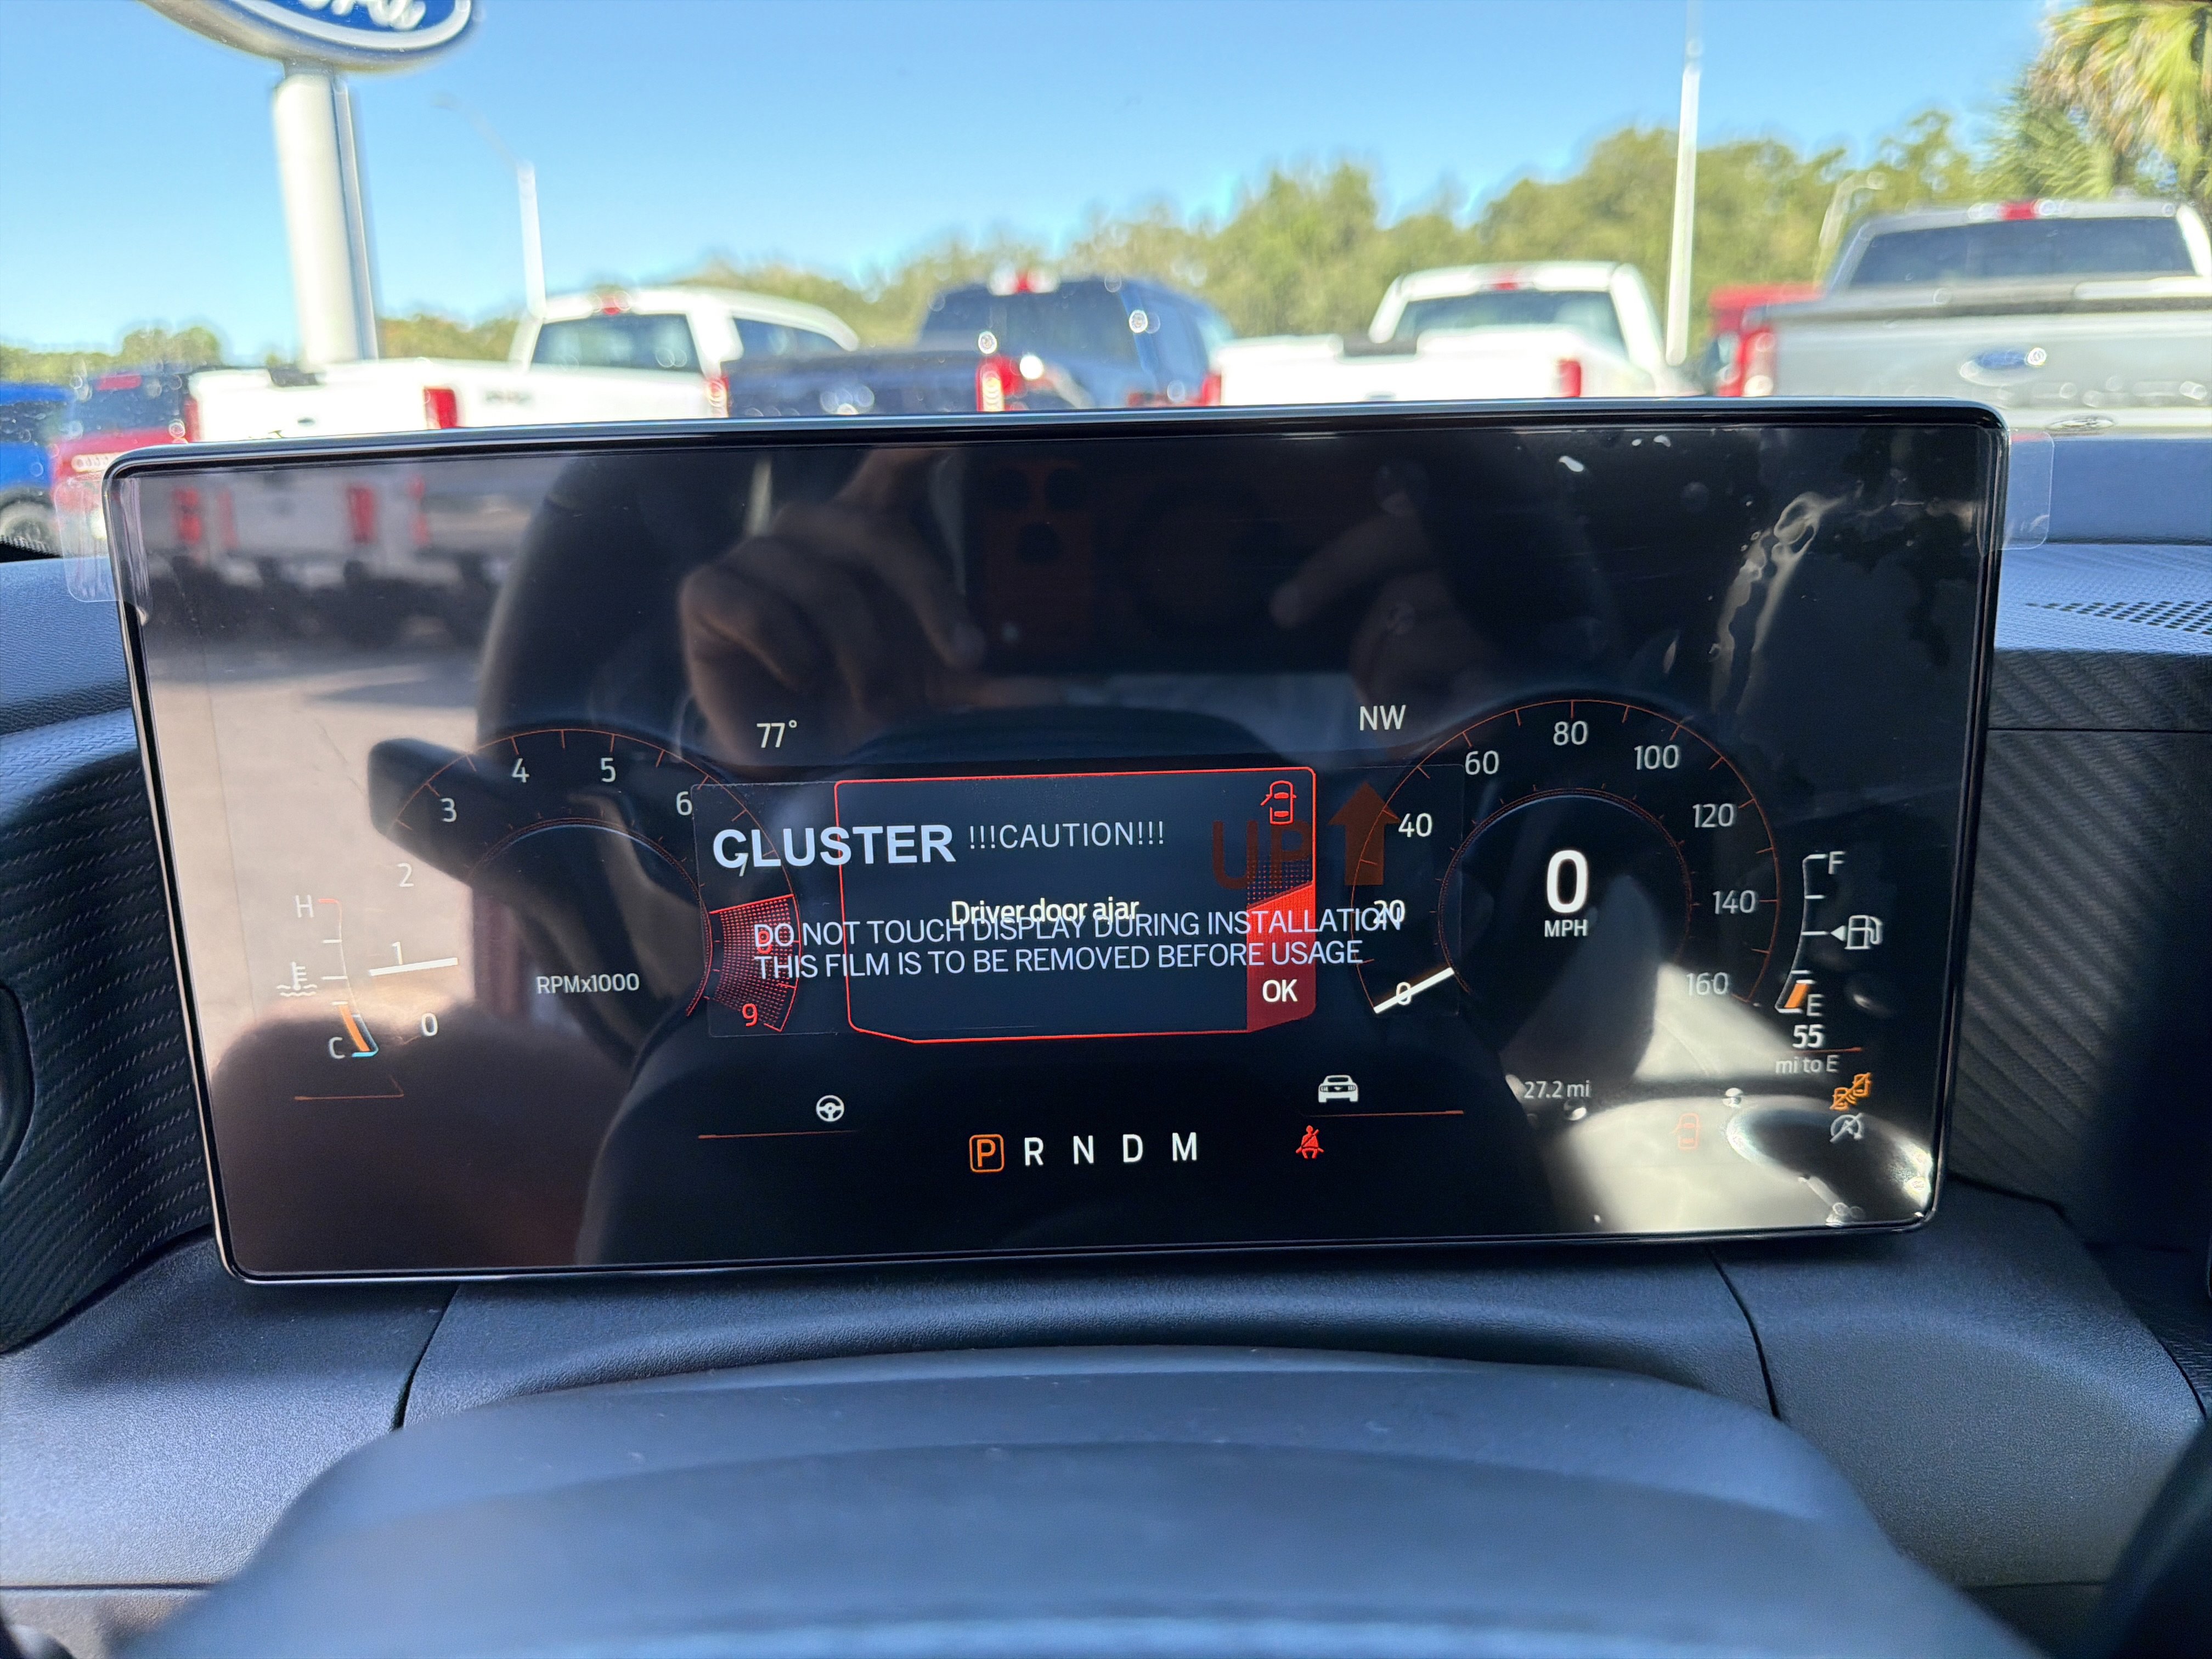 Ford
77°
NW
3
4
5
6
7
2
1
0
9
H
C
RPMx1000
CLUSTER !!!CAUTION!!!
UP
Driver door ajar
DO NOT TOUCH DISPLAY DURING INSTALLATION
THIS FILM IS TO BE REMOVED BEFORE USAGE
OK
0
20
40
60
80
100
120
140
160
0
MPH
F
E
55
mi to E
27.2 mi
P R N D M